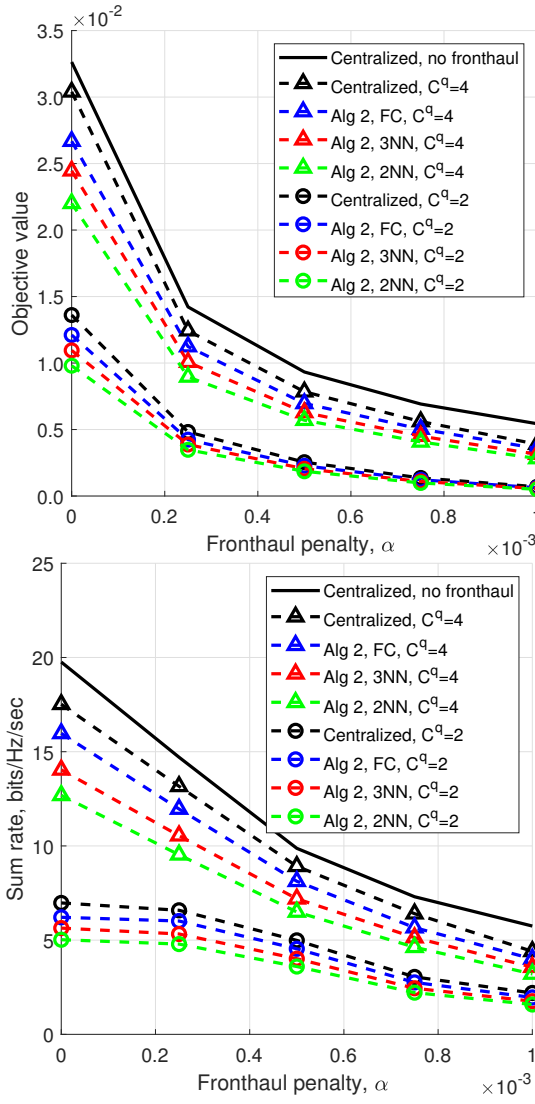 ×10⁻²
3.5
3.0
2.5
2.0
1.5
1.0
0.5
0.0
Objective value
Centralized, no fronthaul
Centralized, C^q=4
Alg 2, FC, C^q=4
Alg 2, 3NN, C^q=4
Alg 2, 2NN, C^q=4
Centralized, C^q=2
Alg 2, FC, C^q=2
Alg 2, 3NN, C^q=2
Alg 2, 2NN, C^q=2
0 0.2 0.4 0.6 0.8 1
Fronthaul penalty, α
×10⁻³
25
20
15
10
5
0
Sum rate, bits/Hz/sec
Centralized, no fronthaul
Centralized, C^q=4
Alg 2, FC, C^q=4
Alg 2, 3NN, C^q=4
Alg 2, 2NN, C^q=4
Centralized, C^q=2
Alg 2, FC, C^q=2
Alg 2, 3NN, C^q=2
Alg 2, 2NN, C^q=2
0 0.2 0.4 0.6 0.8 1
Fronthaul penalty, α
×10⁻³